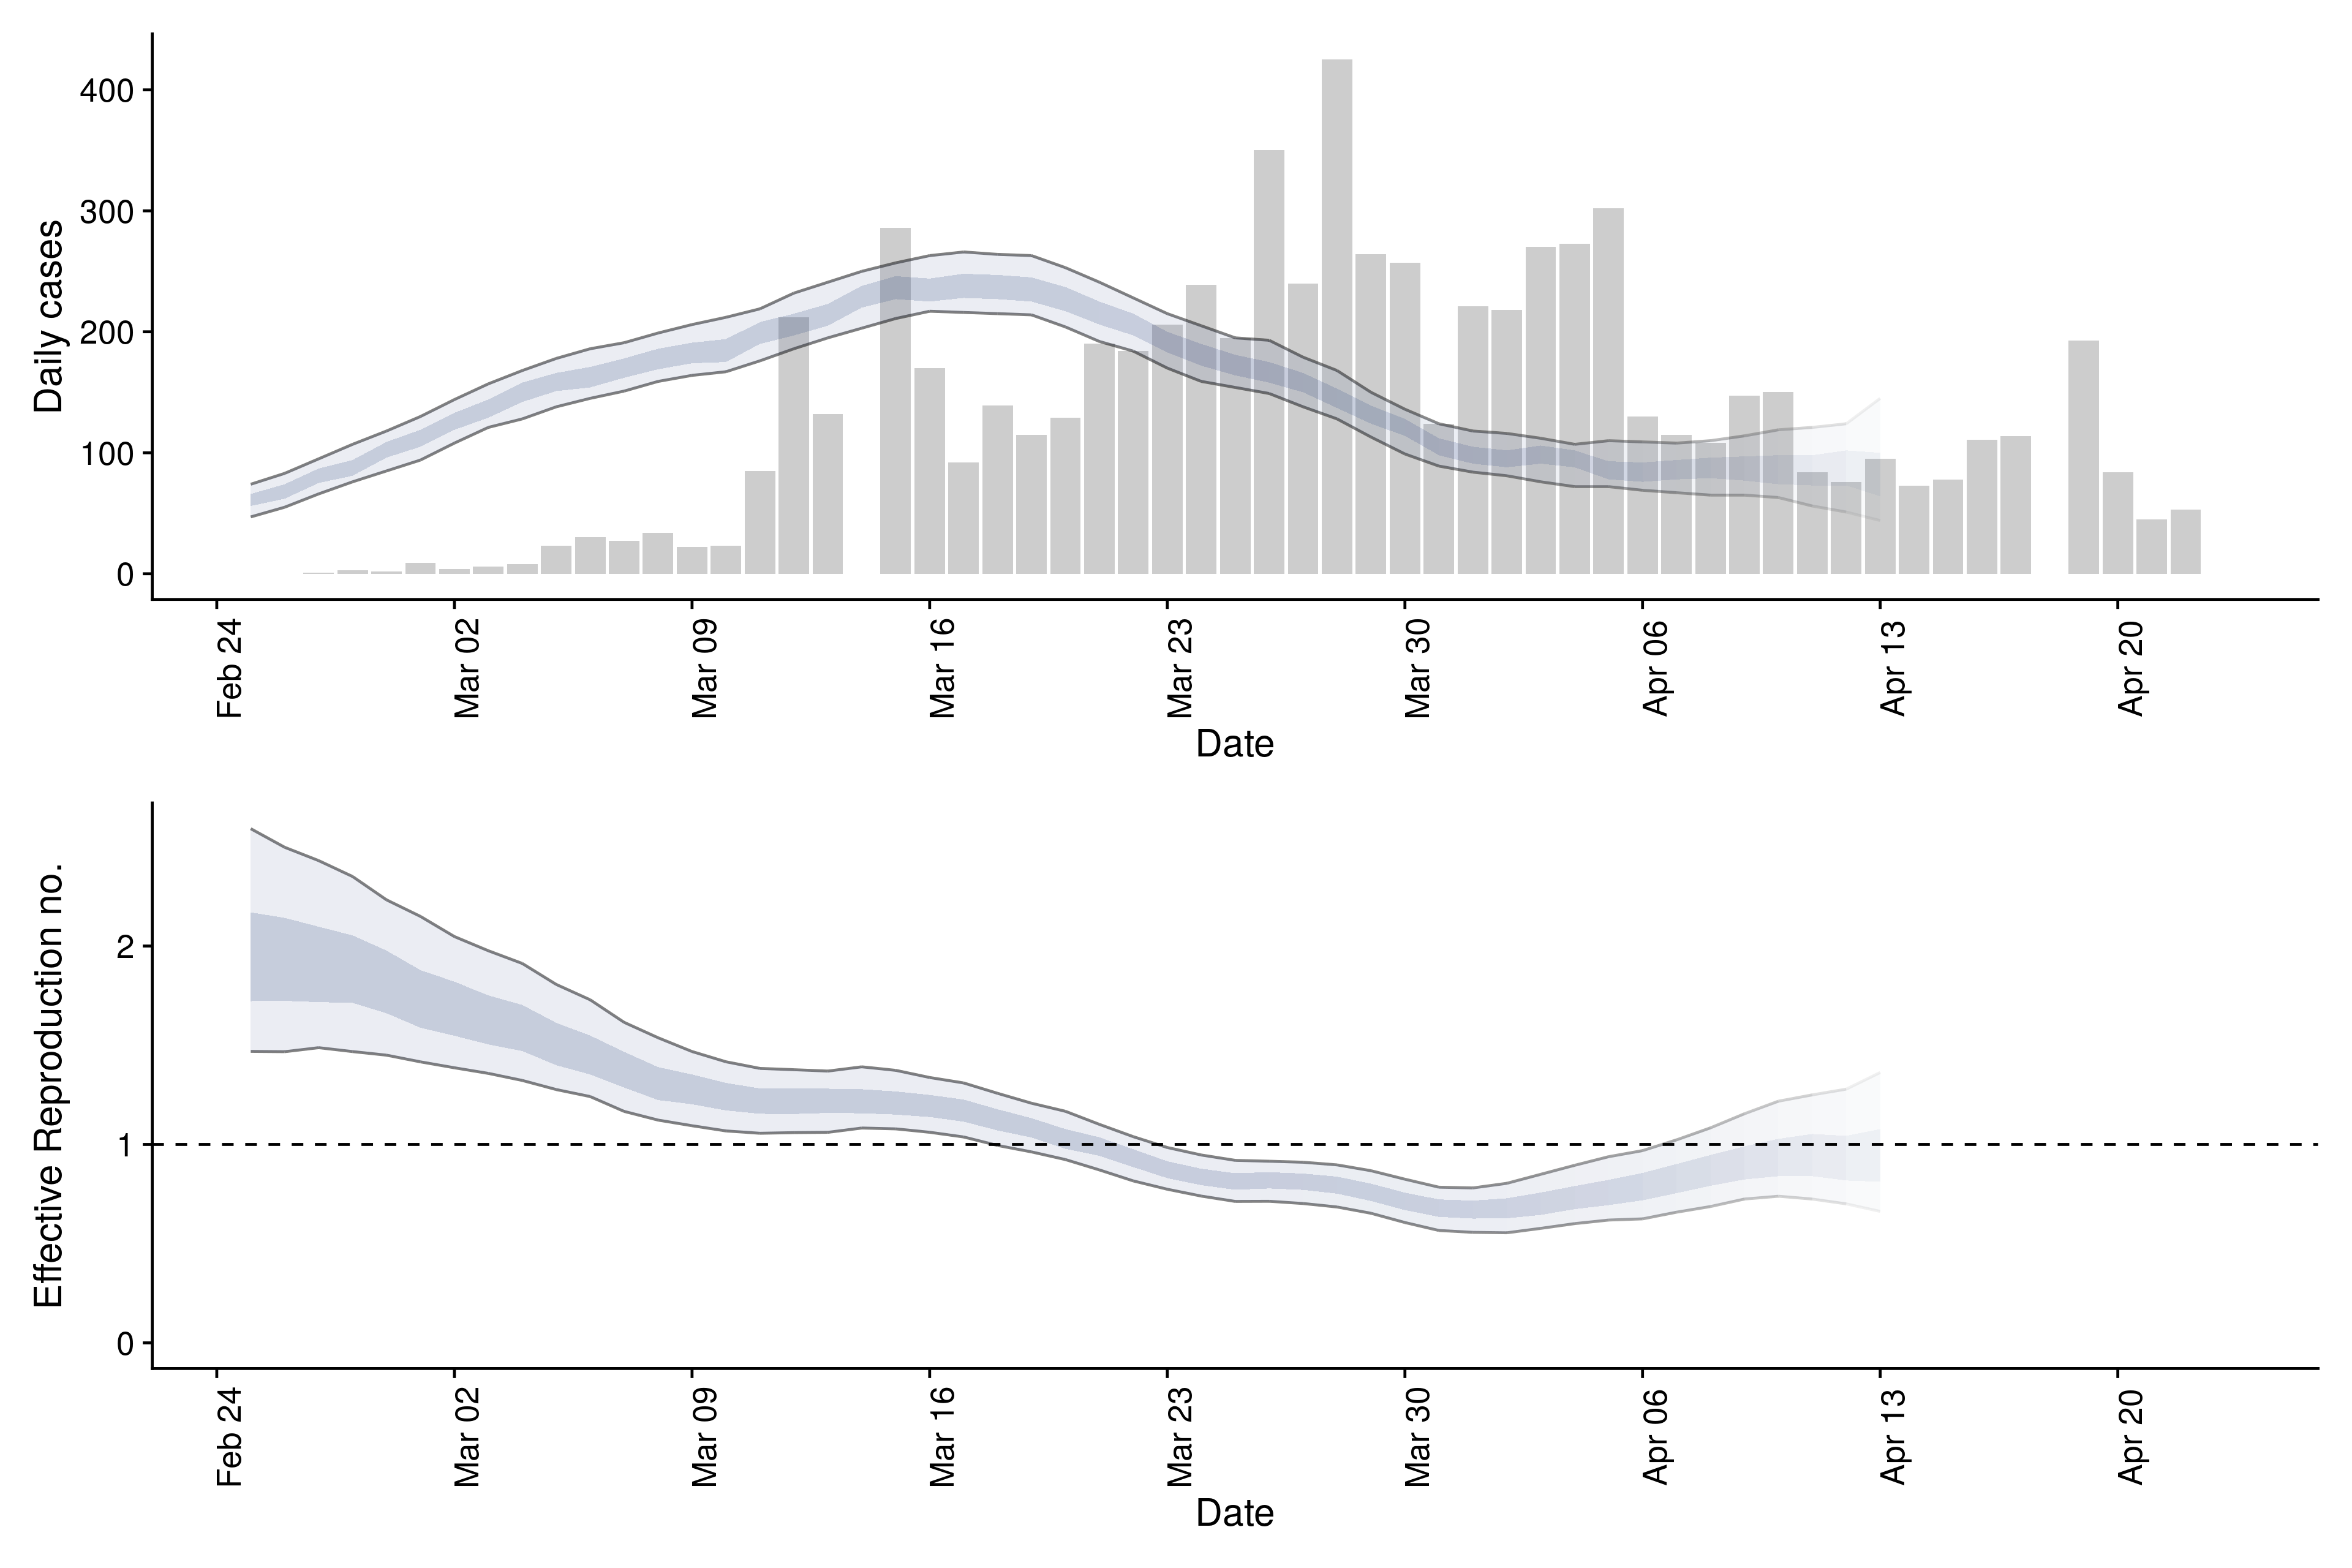 Daily cases
400
300
200
100
0
Feb 24
Mar 02
Mar 09
Mar 16
Mar 23
Mar 30
Apr 06
Apr 13
Apr 20
Date
Effective Reproduction no.
2
1
0
Feb 24
Mar 02
Mar 09
Mar 16
Mar 23
Mar 30
Apr 06
Apr 13
Apr 20
Date